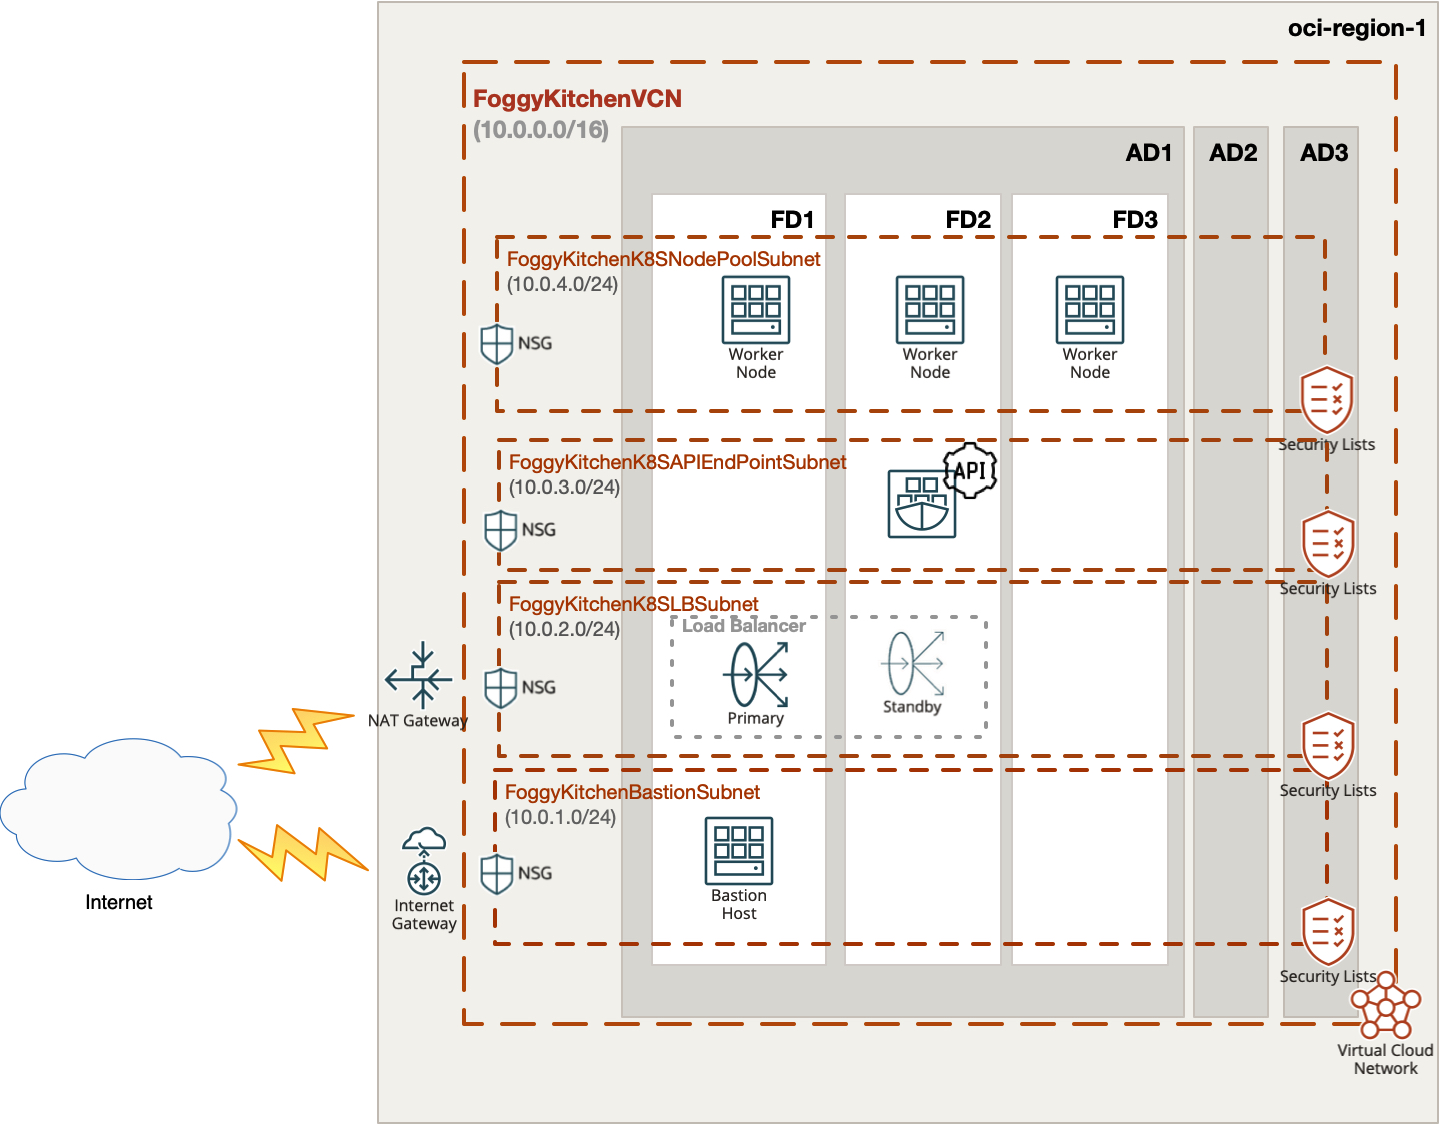 oci-region-1
FoggyKitchenVCN
(10.0.0.0/16)
AD1
AD2
AD3
FD1
FD2
FD3
FoggyKitchenK8SNodePoolSubnet
(10.0.4.0/24)
NSG
Worker
Node
Worker
Node
Worker
Node
Security Lists
FoggyKitchenK8SAPIEndPointSubnet
(10.0.3.0/24)
API
NSG
Security Lists
FoggyKitchenK8SLBSubnet
(10.0.2.0/24)
Load Balancer
NSG
Primary
Standby
NAT Gateway
Security Lists
FoggyKitchenBastionSubnet
(10.0.1.0/24)
NSG
Bastion
Host
Internet
Internet
Gateway
Security Lists
Virtual Cloud
Network